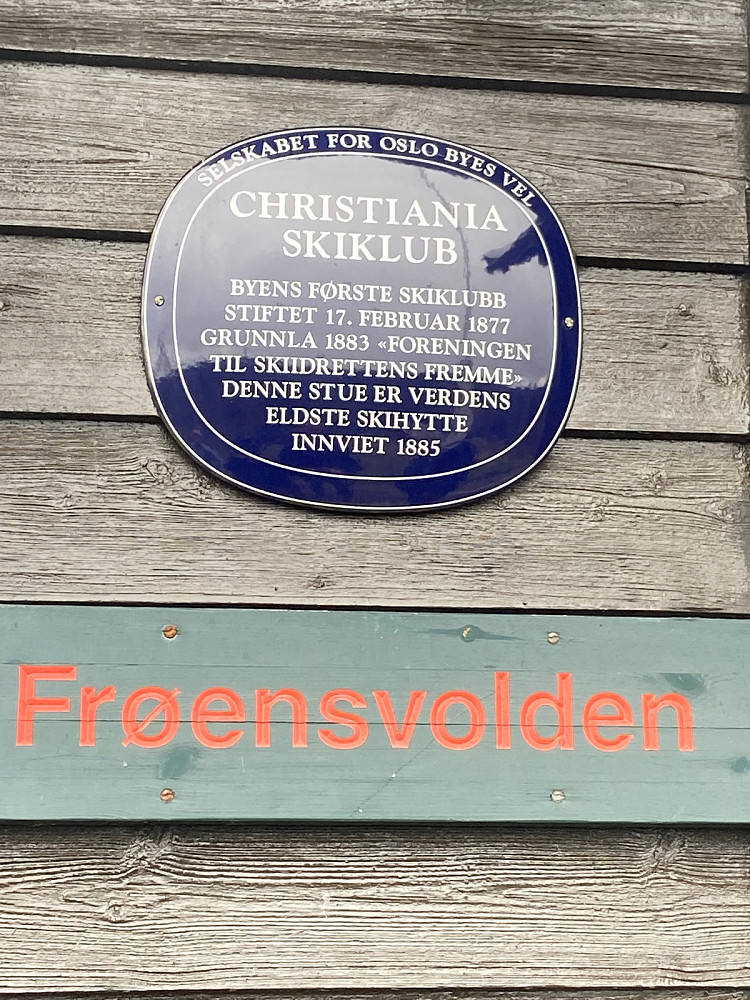 SELSKABET FOR OSLO BYES VEL
CHRISTIANIA
SKIKLUB
BYENS FØRSTE SKIKLUBB
STIFTET 17. FEBRUAR 1877
GRUNNLA 1883 «FORENINGEN
TIL SKIIDRETTENS FREMME»
DENNE STUE ER VERDENS
ELDSTE SKIHYTTE
INNVIET 1885
Frøensvolden